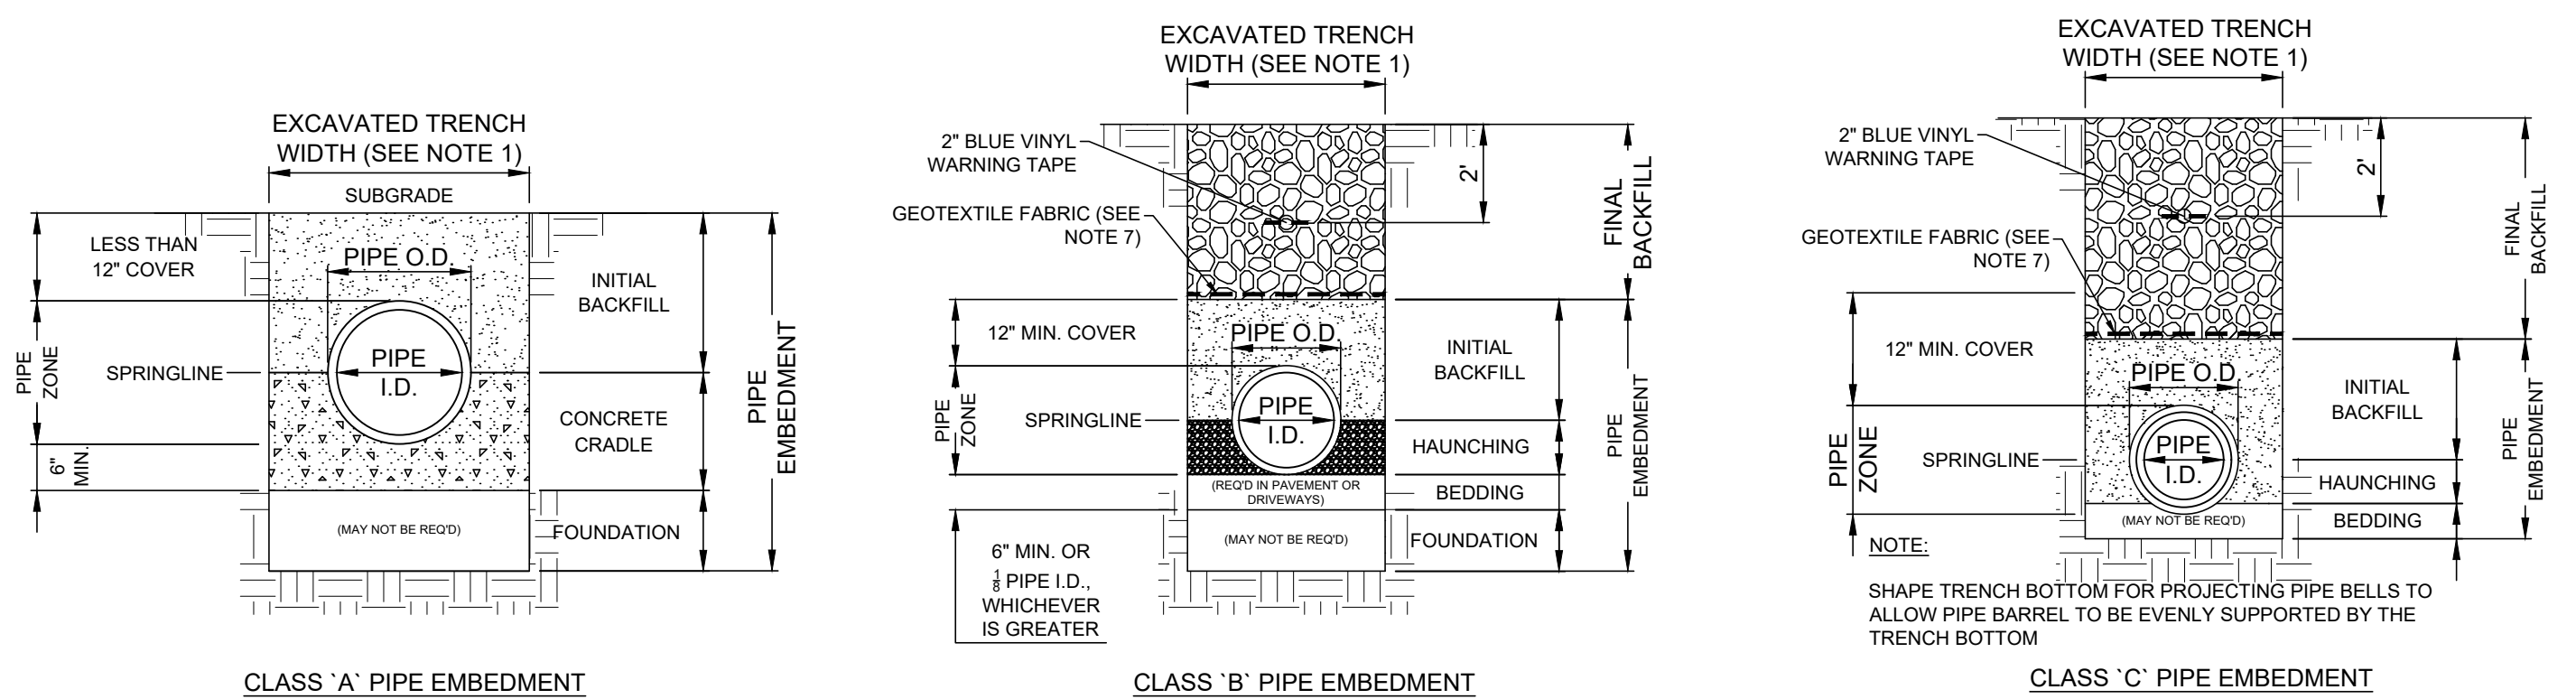 EXCAVATED TRENCH
WIDTH (SEE NOTE 1)
SUBGRADE
LESS THAN
12" COVER
PIPE O.D.
INITIAL
BACKFILL
PIPE
ZONE
SPRINGLINE
PIPE
I.D.
CONCRETE
CRADLE
PIPE
EMBEDMENT
6"
MIN.
(MAY NOT BE REQ'D)
FOUNDATION
CLASS `A` PIPE EMBEDMENT
EXCAVATED TRENCH
WIDTH (SEE NOTE 1)
2" BLUE VINYL
WARNING TAPE
2'
GEOTEXTILE FABRIC (SEE
NOTE 7)
FINAL
BACKFILL
12" MIN. COVER
PIPE O.D.
INITIAL
BACKFILL
PIPE
ZONE
SPRINGLINE
PIPE
I.D.
HAUNCHING
PIPE
EMBEDMENT
(REQ'D IN PAVEMENT OR
DRIVEWAYS)
BEDDING
(MAY NOT BE REQ'D)
FOUNDATION
6" MIN. OR
1/8 PIPE I.D.,
WHICHEVER
IS GREATER
CLASS `B` PIPE EMBEDMENT
EXCAVATED TRENCH
WIDTH (SEE NOTE 1)
2" BLUE VINYL
WARNING TAPE
2'
GEOTEXTILE FABRIC (SEE
NOTE 7)
FINAL
BACKFILL
12" MIN. COVER
PIPE O.D.
INITIAL
BACKFILL
PIPE
ZONE
SPRINGLINE
PIPE
I.D.
HAUNCHING
PIPE
EMBEDMENT
(MAY NOT BE REQ'D)
BEDDING
NOTE:
SHAPE TRENCH BOTTOM FOR PROJECTING PIPE BELLS TO
ALLOW PIPE BARREL TO BE EVENLY SUPPORTED BY THE
TRENCH BOTTOM
CLASS `C` PIPE EMBEDMENT